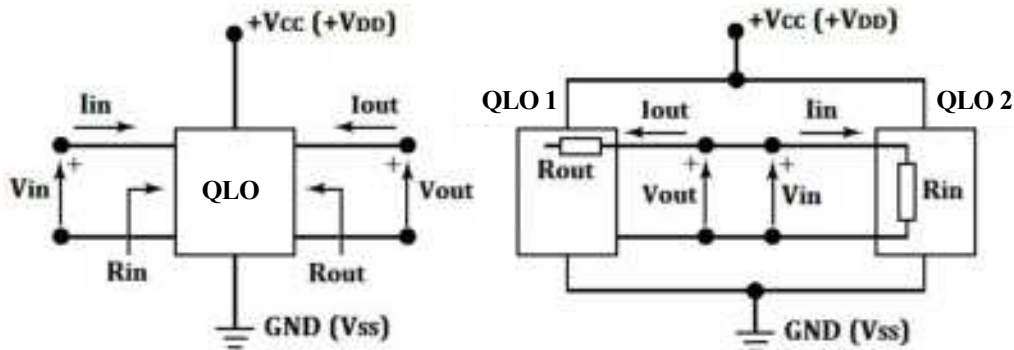 +VCC (+VDD)
Iin
Iout
+
+
Vin
QLO
Vout
Rin
Rout
GND (VSS)
+VCC (+VDD)
QLO 1
QLO 2
Iout
Iin
Rout
+
+
Vout
Vin
Rin
GND (VSS)